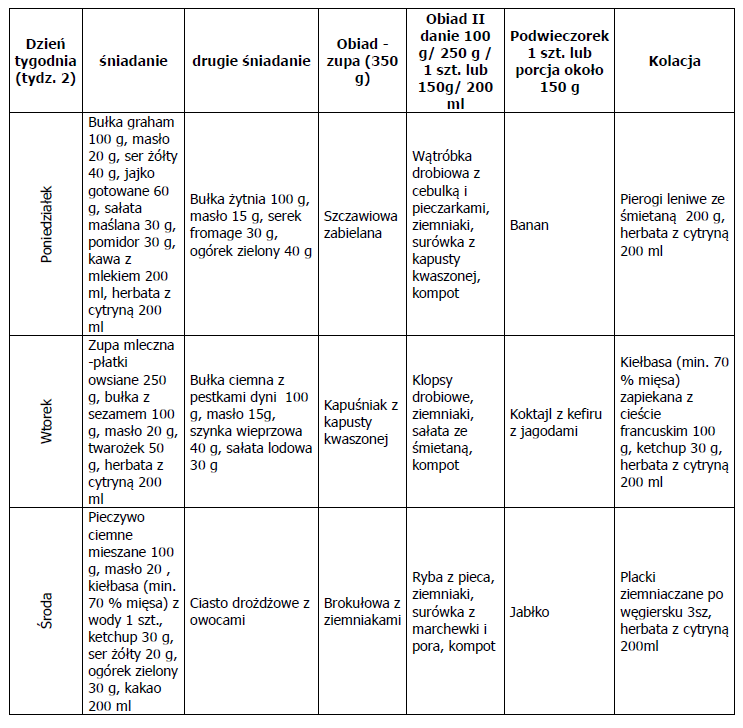 Dzień
tygodnia
(tydz. 2)
śniadanie
drugie śniadanie
Obiad -
zupa (350
g)
Obiad II
danie 100
g/ 250 g /
1 szt. lub
150g/ 200
ml
Podwieczorek
1 szt. lub
porcja około
150 g
Kolacja
Poniedziałek
Bułka graham
100 g, masło
20 g, ser żółty
40 g, jajko
gotowane 60
g, sałata
maślana 30 g,
pomidor 30 g,
kawa z
mlekiem 200
ml, herbata z
cytryną 200
ml
Bułka żytnia 100 g,
masło 15 g, serek
fromage 30 g,
ogórek zielony 40 g
Szczawiowa
zabielana
Wątróbka
drobiowa z
cebulką i
pieczarkami,
ziemniaki,
surówka z
kapusty
kwaszonej,
kompot
Banan
Pierogi leniwe ze
śmietaną 200 g,
herbata z cytryną
200 ml
Wtorek
Zupa mleczna
-płatki
owsiane 250
g, bułka z
sezamem 100
g, masło 20 g,
twarożek 50
g, herbata z
cytryną 200
ml
Bułka ciemna z
pestkami dyni 100
g, masło 15g,
szynka wieprzowa
40 g, sałata lodowa
30 g
Kapuśniak z
kapusty
kwaszonej
Klopsy
drobiowe,
ziemniaki,
sałata ze
śmietaną,
kompot
Koktajl z kefiru
z jagodami
Kiełbasa (min. 70
% mięsa)
zapiekana z
cieście
francuskim 100
g, ketchup 30 g,
herbata z cytryną
200 ml
Środa
Pieczywo
ciemne
mieszane 100
g, masło 20 ,
kiełbasa (min.
70 % mięsa) z
wody 1 szt.,
ketchup 30 g,
ser żółty 20 g,
ogórek zielony
30 g, kakao
200 ml
Ciasto drożdżowe z
owocami
Brokułowa z
ziemniakami
Ryba z pieca,
ziemniaki,
surówka z
marchewki i
pora, kompot
Jabłko
Placki
ziemniaczane po
węgiersku 3sz,
herbata z cytryną
200ml